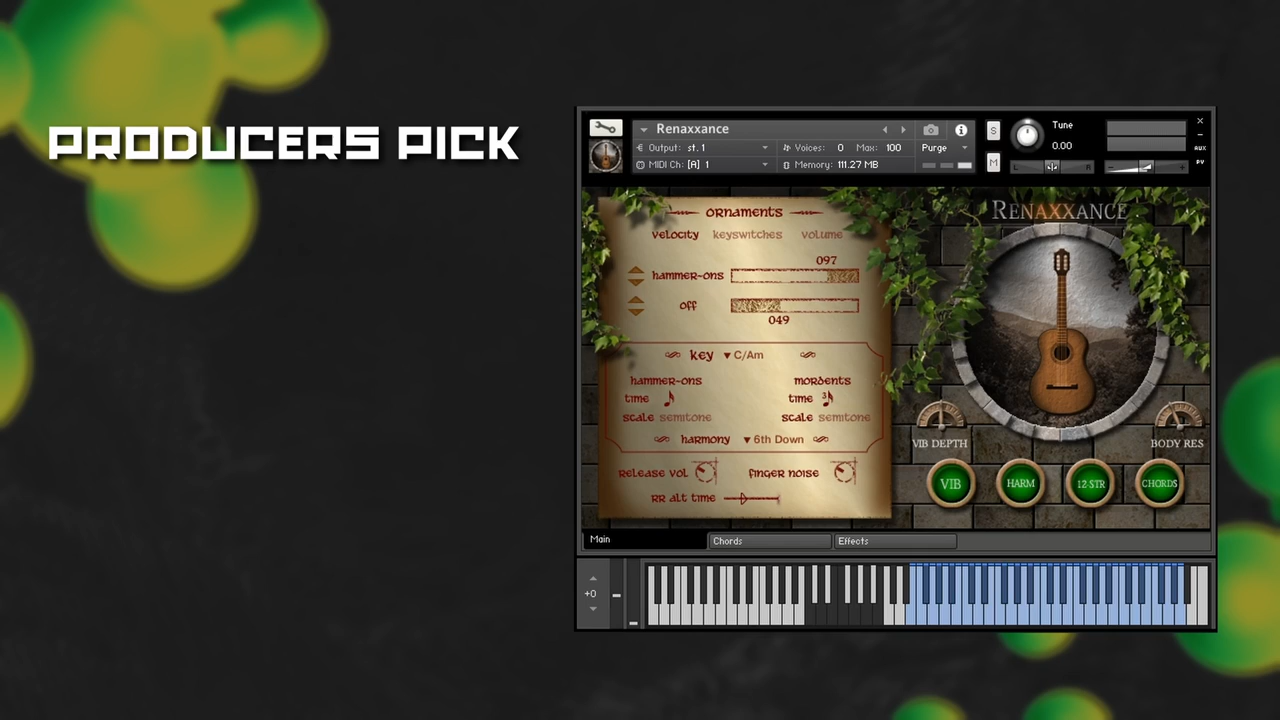 PRODUCERS PICK
Renaxxance
Output: st. 1
Voices: 0 Max: 100
Purge
MIDI Ch: [A] 1
Memory: 111.27 MB
S
M
Tune
0.00
L R
- +
AUX
PV
ORNAMENTS
velocity keyswitches volume
097
hammer-ons
off
049
key C/Am
hammer-ons mordents
time time 3
scale semitone scale semitone
harmony 6th Down
release vol finger noise
RR alt time
RENAXXANCE
VIB DEPTH
BODY RES
VIB
HARM
12-STR
CHORDS
Main
Chords
Effects
+0